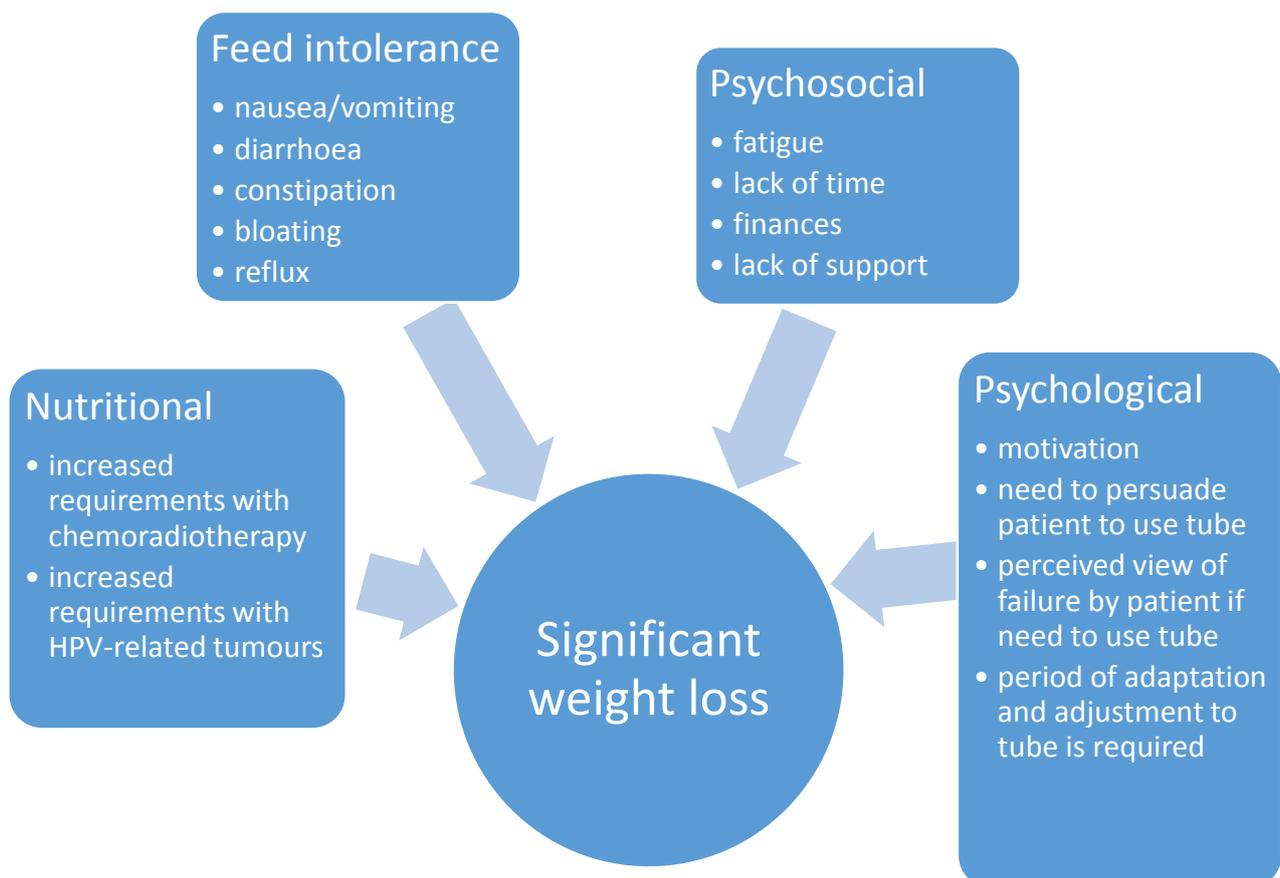 Feed intolerance
• nausea/vomiting
• diarrhoea
• constipation
• bloating
• reflux
Psychosocial
• fatigue
• lack of time
• finances
• lack of support
Nutritional
• increased
requirements with
chemoradiotherapy
• increased
requirements with
HPV-related tumours
Psychological
• motivation
• need to persuade
patient to use tube
• perceived view of
failure by patient if
need to use tube
• period of adaptation
and adjustment to
tube is required
Significant
weight loss